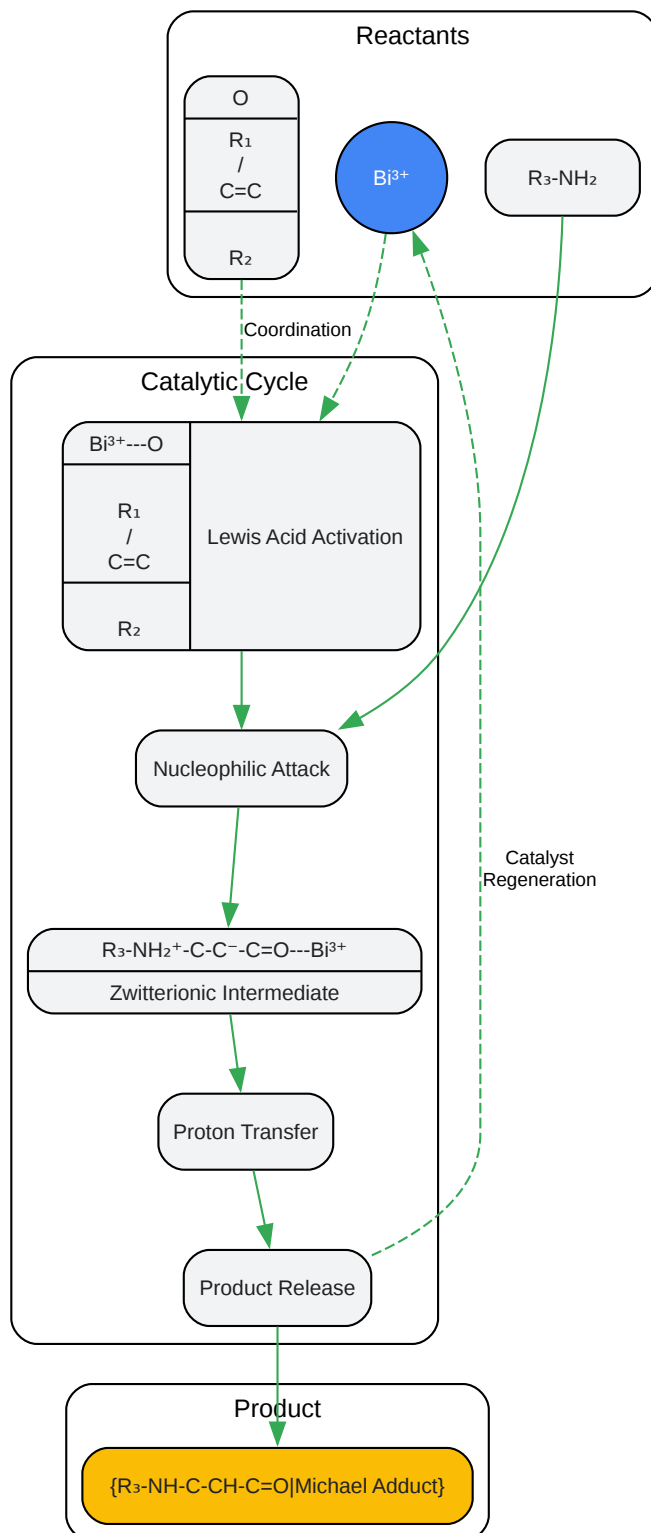 Reactants
O
R₁
/
C=C
R₂
Bi³⁺
R₃-NH₂
Coordination
Catalytic Cycle
Bi³⁺---O
R₁
/
C=C
R₂
Lewis Acid Activation
Nucleophilic Attack
Catalyst
Regeneration
R₃-NH₂⁺-C-C⁻-C=O---Bi³⁺
Zwitterionic Intermediate
Proton Transfer
Product Release
Product
{R₃-NH-C-CH-C=O|Michael Adduct}